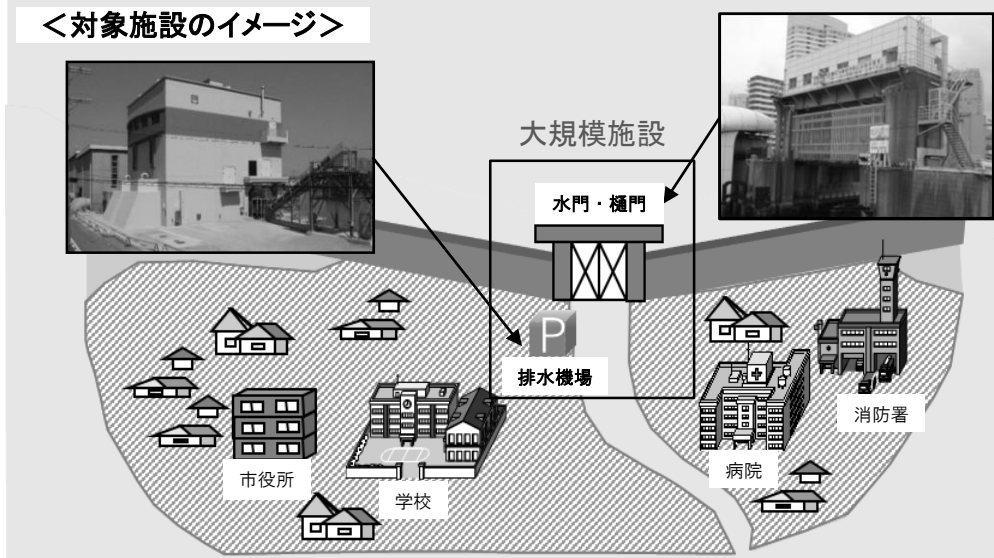 ＜対象施設のイメージ＞
大規模施設
水門・樋門
P
排水機場
消防署
病院
市役所
学校